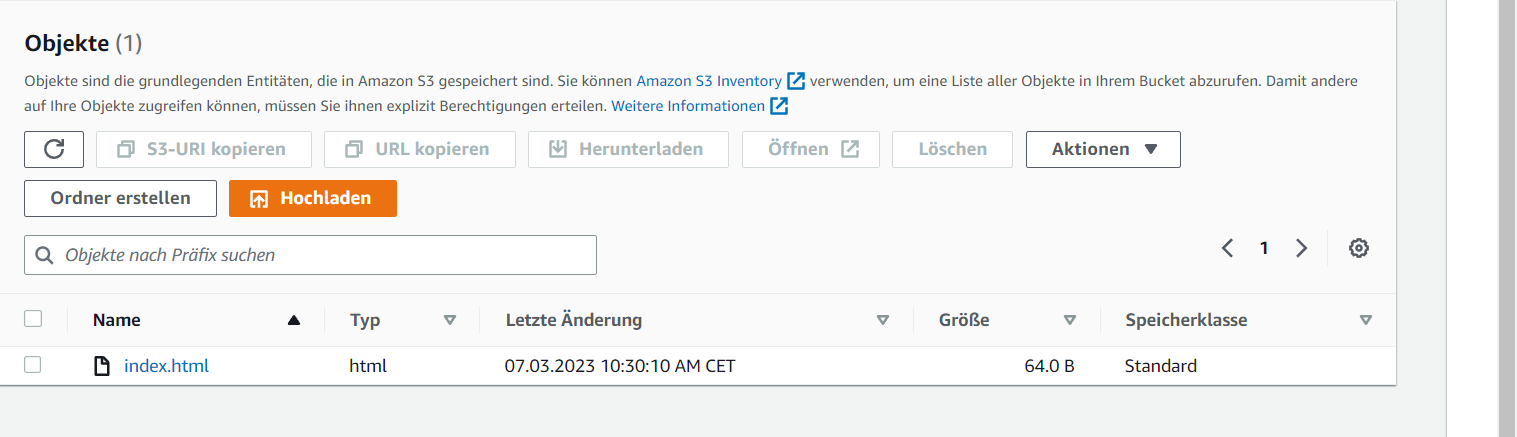 Objekte (1)
Objekte sind die grundlegenden Entitäten, die in Amazon S3 gespeichert sind. Sie können Amazon S3 Inventory verwenden, um eine Liste aller Objekte in Ihrem Bucket abzurufen. Damit andere
auf Ihre Objekte zugreifen können, müssen Sie ihnen explizit Berechtigungen erteilen. Weitere Informationen
S3-URI kopieren URL kopieren Herunterladen Öffnen Löschen Aktionen
Ordner erstellen Hochladen
Objekte nach Präfix suchen 1
Name Typ Letzte Änderung Größe Speicherklasse
index.html html 07.03.2023 10:30:10 AM CET 64.0 B Standard